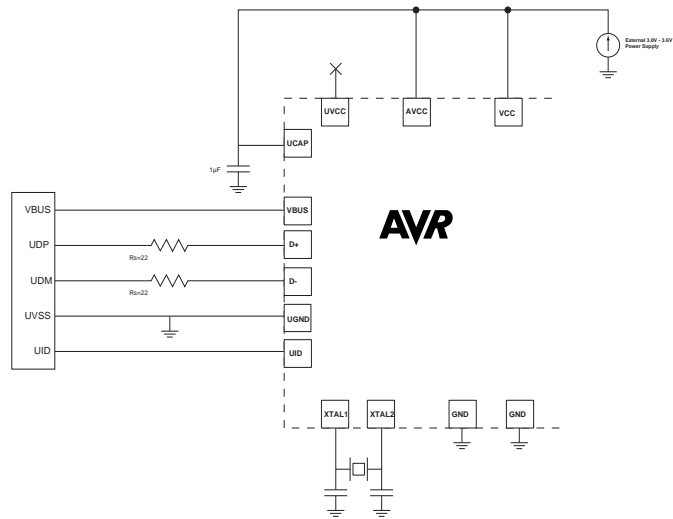 External 3.0V - 3.6V
Power Supply
UVCC
AVCC
VCC
UCAP
1µF
VBUS
VBUS
UDP
Rs=22
D+
UDM
Rs=22
D-
UVSS
UGND
UID
UID
AVR
XTAL1
XTAL2
GND
GND